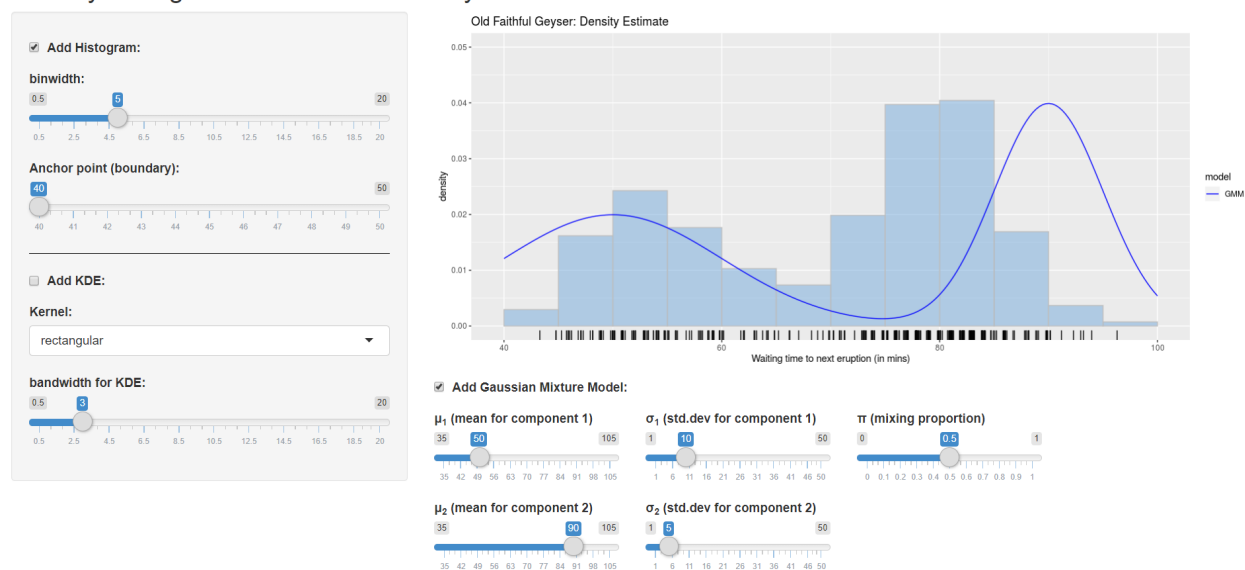 Old Faithful Geyser: Density Estimate
Add Histogram:
binwidth:
0.5 5 20
0.5 2.5 4.5 6.5 8.5 10.5 12.5 14.5 16.5 18.5 20
Anchor point (boundary):
40 50
40 41 42 43 44 45 46 47 48 49 50
Add KDE:
Kernel:
rectangular
bandwidth for KDE:
0.5 3 20
0.5 2.5 4.5 6.5 8.5 10.5 12.5 14.5 16.5 18.5 20
0.05
0.04
0.03
0.02
0.01
0.00
density
40 60 80 100
Waiting time to next eruption (in mins)
model
GMM
Add Gaussian Mixture Model:
μ1 (mean for component 1)
35 50 105
35 42 49 56 63 70 77 84 91 98 105
σ1 (std.dev for component 1)
1 10 50
1 6 11 16 21 26 31 36 41 46 50
π (mixing proportion)
0 0.5 1
0 0.1 0.2 0.3 0.4 0.5 0.6 0.7 0.8 0.9 1
μ2 (mean for component 2)
35 90 105
35 42 49 56 63 70 77 84 91 98 105
σ2 (std.dev for component 2)
1 5 50
1 6 11 16 21 26 31 36 41 46 50